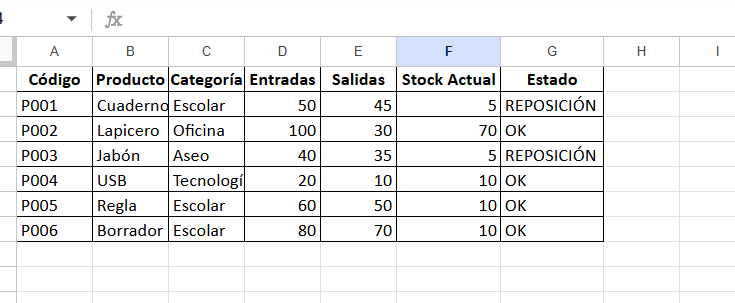 fx
A B C D E F G H I
Código Producto Categoría Entradas Salidas Stock Actual Estado
P001 Cuaderno Escolar 50 45 5 REPOSICIÓN
P002 Lapicero Oficina 100 30 70 OK
P003 Jabón Aseo 40 35 5 REPOSICIÓN
P004 USB Tecnologí 20 10 10 OK
P005 Regla Escolar 60 50 10 OK
P006 Borrador Escolar 80 70 10 OK